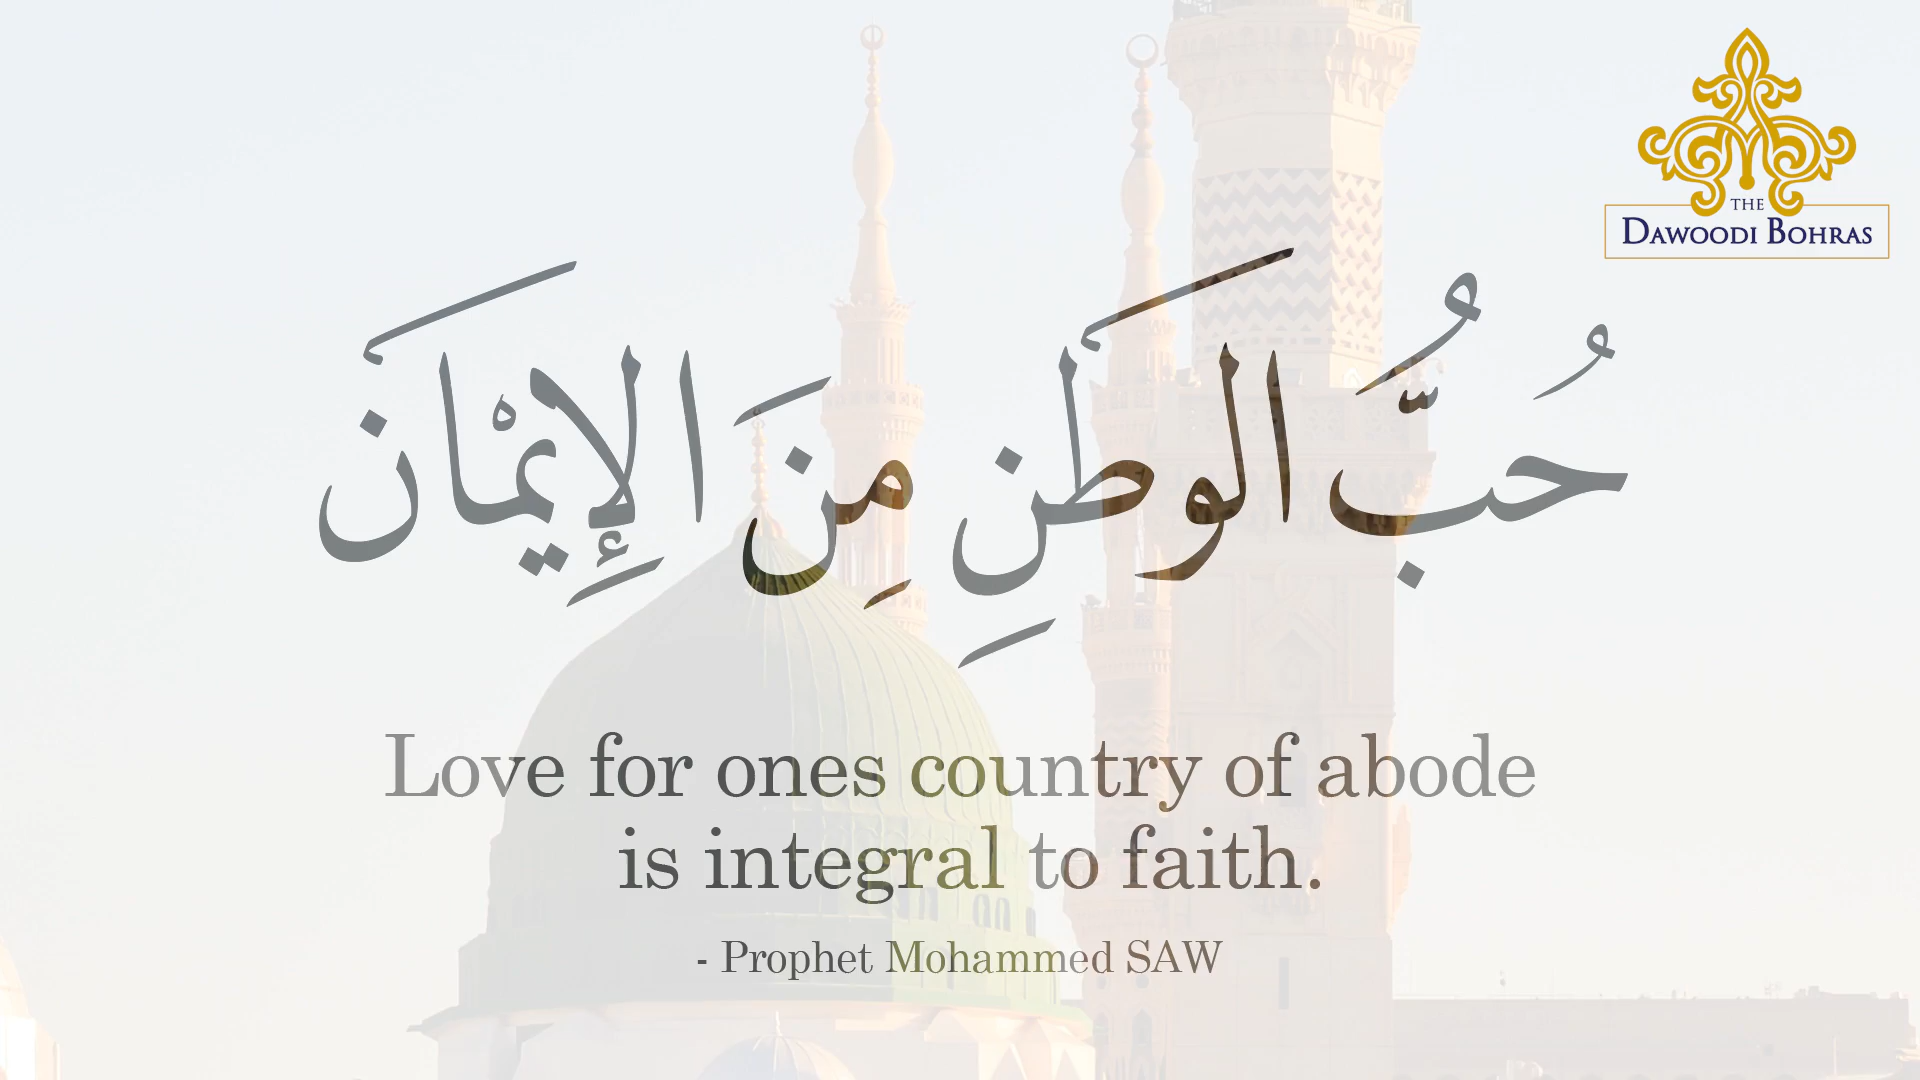 THE
DAWOODI BOHRAS
حُبُّ الوَطَنِ مِنَ الإِيْمَان
Love for ones country of abode
is integral to faith.
- Prophet Mohammed SAW